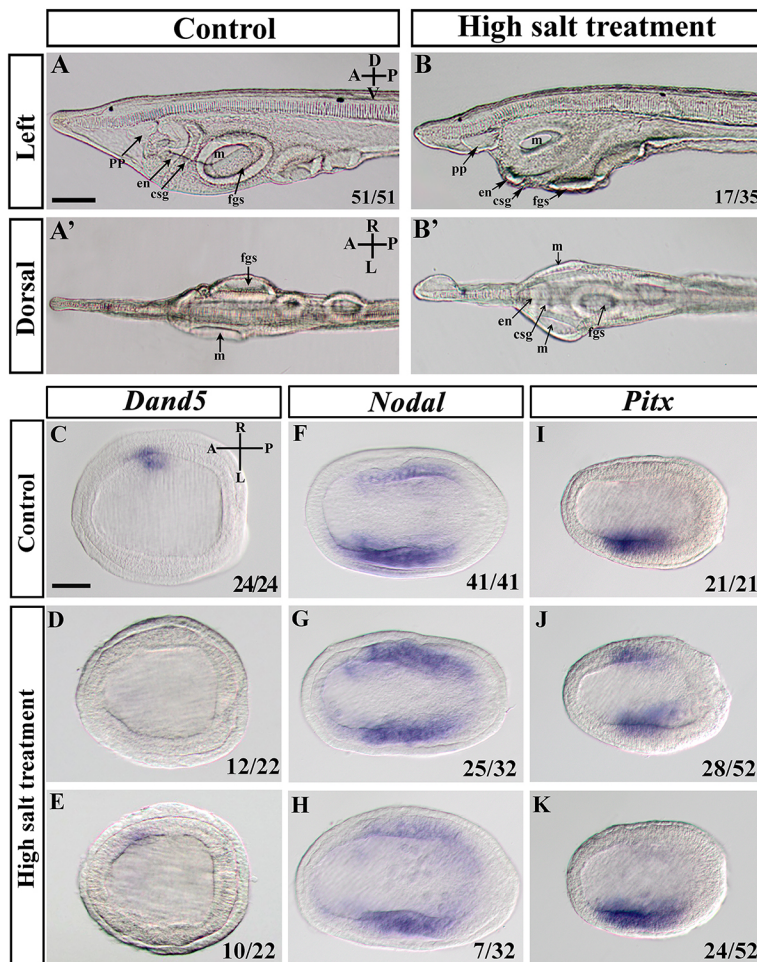 Control
High salt treatment
Left
A
D
A P
V
PP
en
csg
m
fgs
51/51
B
m
pp
en
csg
fgs
17/35
Dorsal
A’
R
A P
L
fgs
m
B’
m
en
csg
m
fgs
Dand5
Nodal
Pitx
Control
C
R
A P
L
24/24
F
41/41
I
21/21
High salt treatment
D
12/22
G
25/32
J
28/52
E
10/22
H
7/32
K
24/52